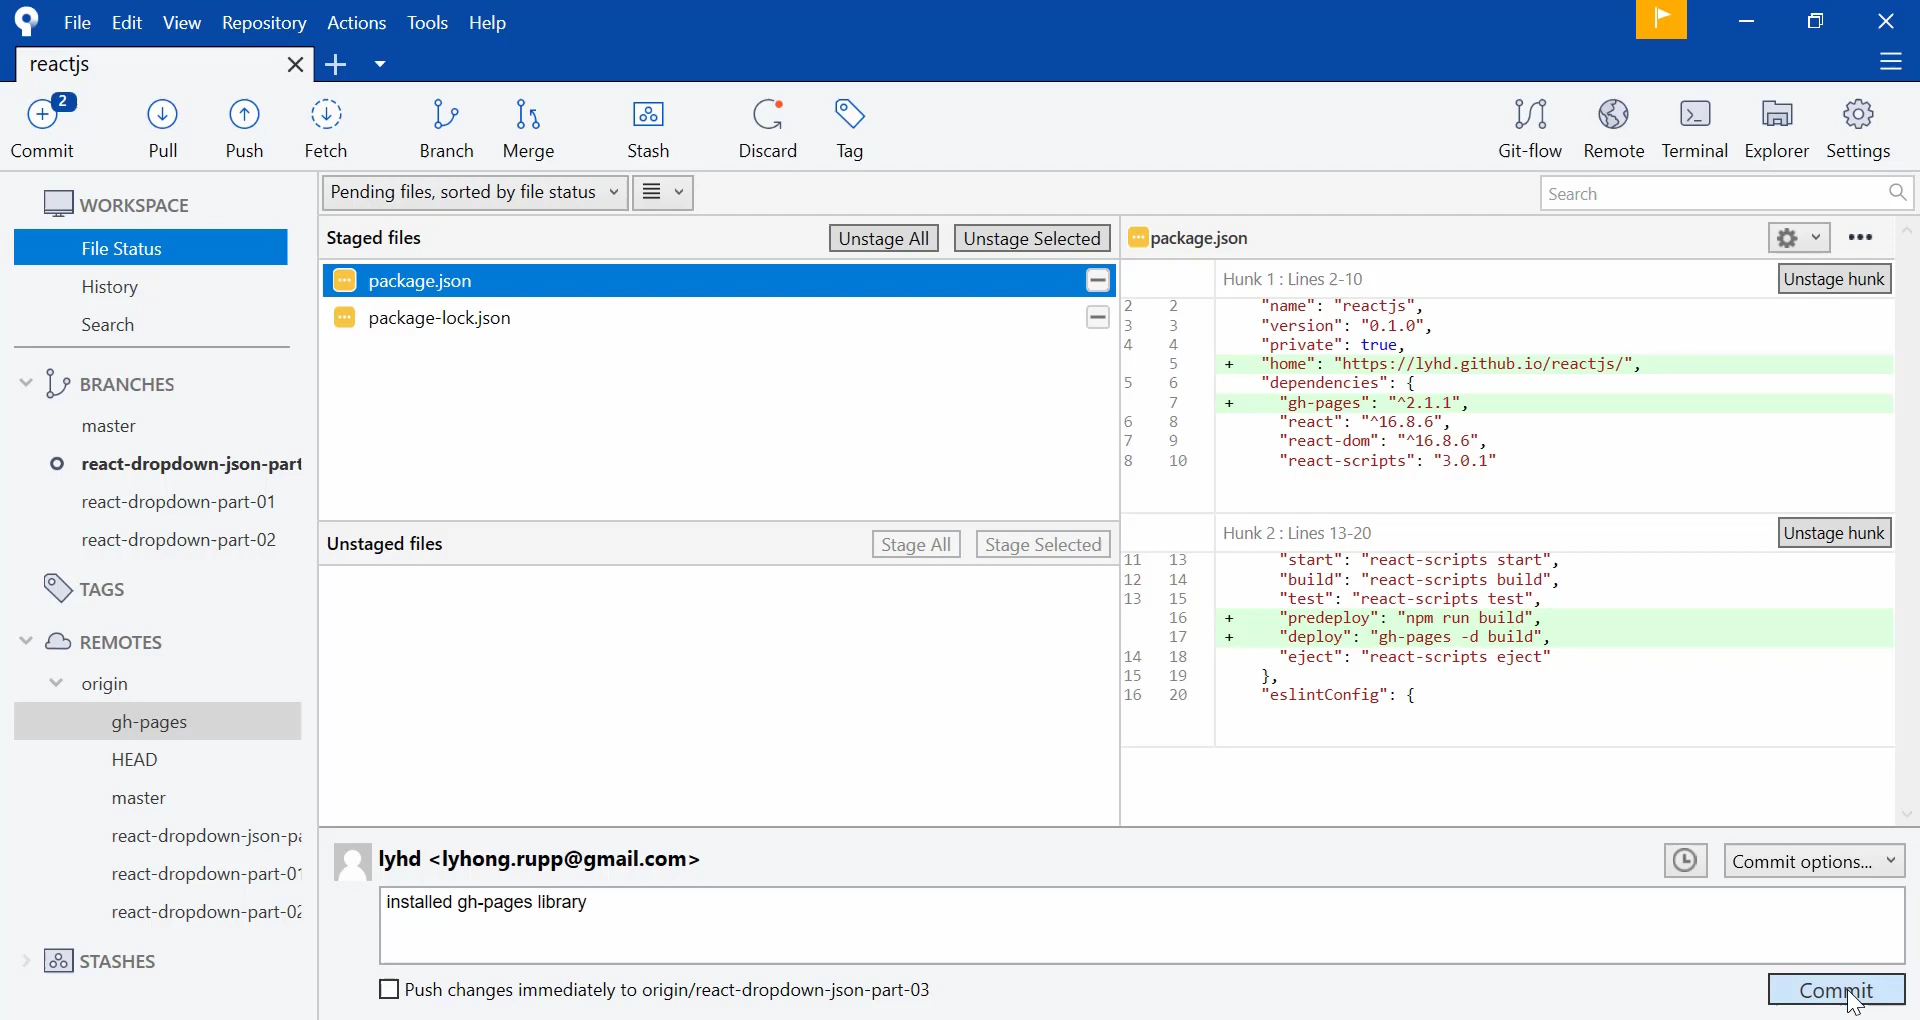 File Edit View Repository Actions Tools Help
reactjs
2
Commit Pull Push Fetch Branch Merge Stash Discard Tag Git-flow Remote Terminal Explorer Settings
WORKSPACE
File Status
History
Search
BRANCHES
master
react-dropdown-json-part
react-dropdown-part-01
react-dropdown-part-02
TAGS
REMOTES
origin
gh-pages
HEAD
master
react-dropdown-json-pa
react-dropdown-part-01
react-dropdown-part-02
STASHES
Pending files, sorted by file status
Search
Staged files Unstage All Unstage Selected
package.json
package-lock.json
Unstaged files Stage All Stage Selected
package.json
Hunk 1 : Lines 2-10 Unstage hunk
2 2 "name": "reactjs",
3 3 "version": "0.1.0",
4 4 "private": true,
5 + "home": "https://lyhd.github.io/reactjs/",
5 6 "dependencies": {
7 + "gh-pages": "^2.1.1",
6 8 "react": "^16.8.6",
7 9 "react-dom": "^16.8.6",
8 10 "react-scripts": "3.0.1"
Hunk 2 : Lines 13-20 Unstage hunk
11 13 "start": "react-scripts start",
12 14 "build": "react-scripts build",
13 15 "test": "react-scripts test",
16 + "predeploy": "npm run build",
17 + "deploy": "gh-pages -d build",
14 18 "eject": "react-scripts eject"
15 19 },
16 20 "eslintConfig": {
lyhd <lyhong.rupp@gmail.com>
Commit options...
installed gh-pages library
Push changes immediately to origin/react-dropdown-json-part-03
Commit